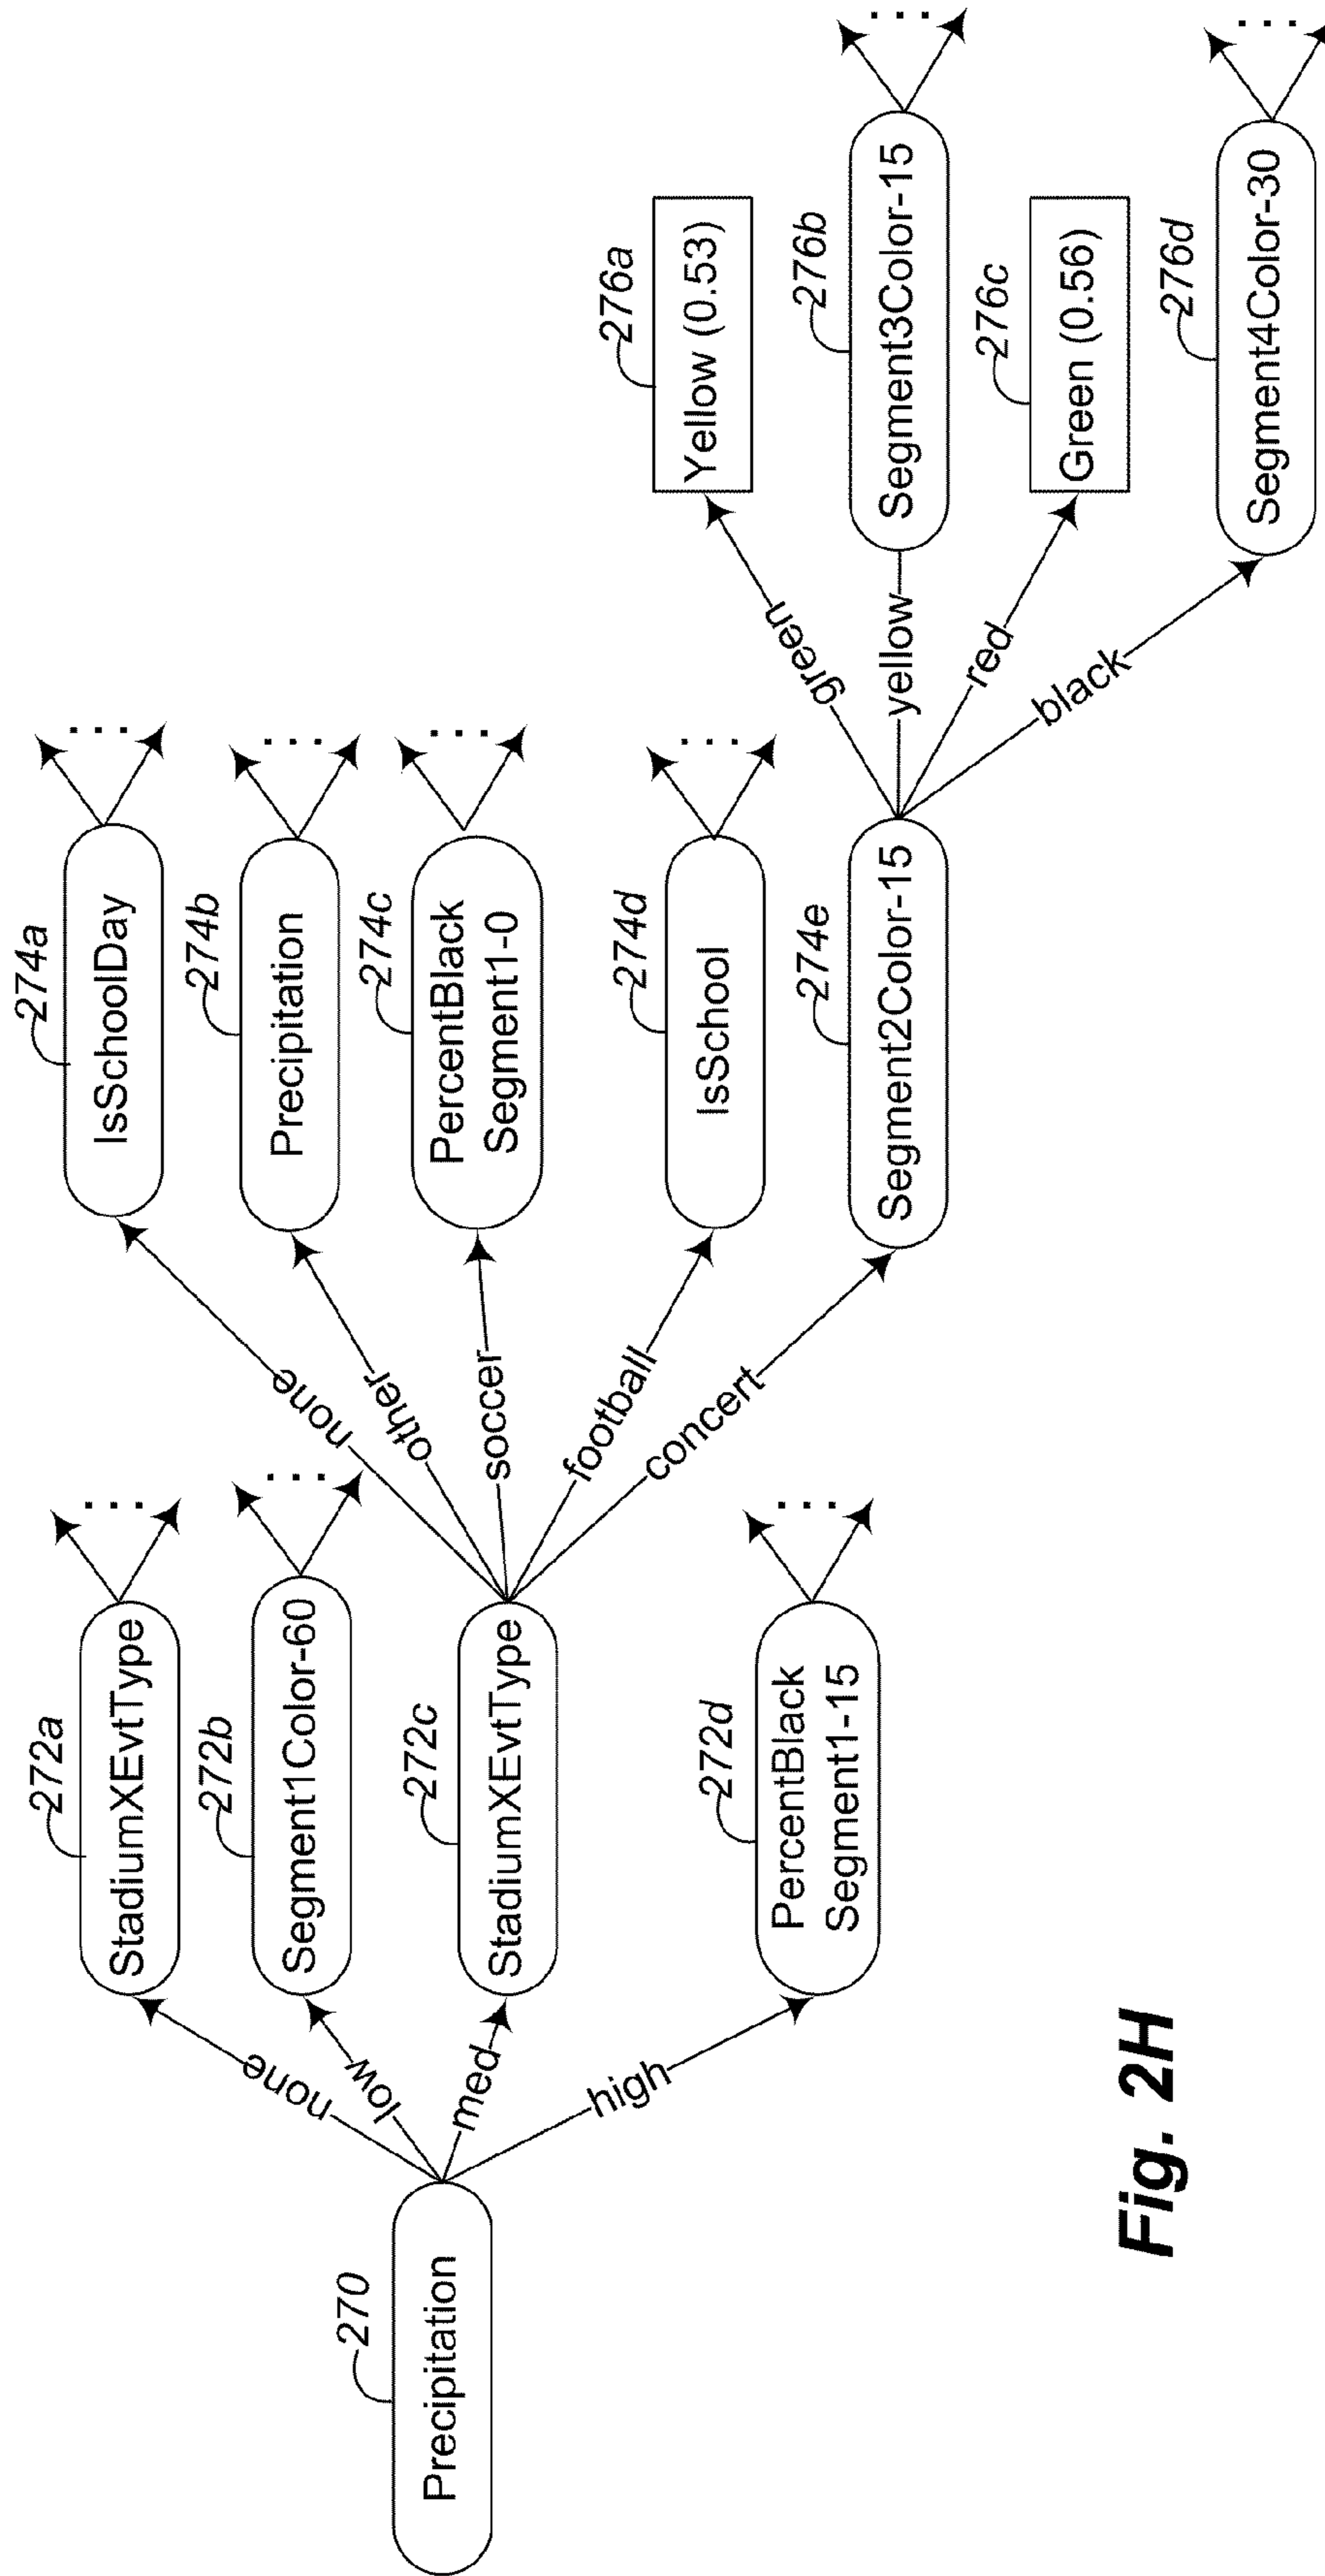 270
Precipitation
none
low
med
high
272a
StadiumXEvtType
...
272b
Segment1Color-60
...
272c
StadiumXEvtType
272d
PercentBlack
Segment1-15
...
none
other
soccer
football
concert
274a
IsSchoolDay
...
274b
Precipitation
...
274c
PercentBlack
Segment1-0
...
274d
IsSchool
...
274e
Segment2Color-15
green
yellow
red
black
276a
Yellow (0.53)
276b
Segment3Color-15
...
276c
Green (0.56)
276d
Segment4Color-30
...
Fig. 2H